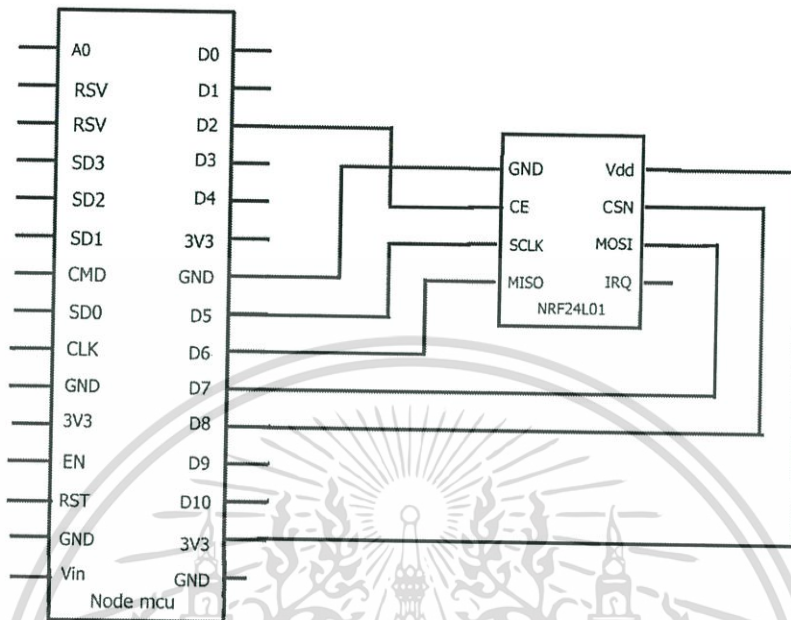 A0 D0
RSV D1
RSV D2
SD3 D3
SD2 D4
SD1 3V3
CMD GND
SD0 D5
CLK D6
GND D7
3V3 D8
EN D9
RST D10
GND 3V3
Vin GND
Node mcu
GND Vdd
CE CSN
SCLK MOSI
MISO IRQ
NRF24L01